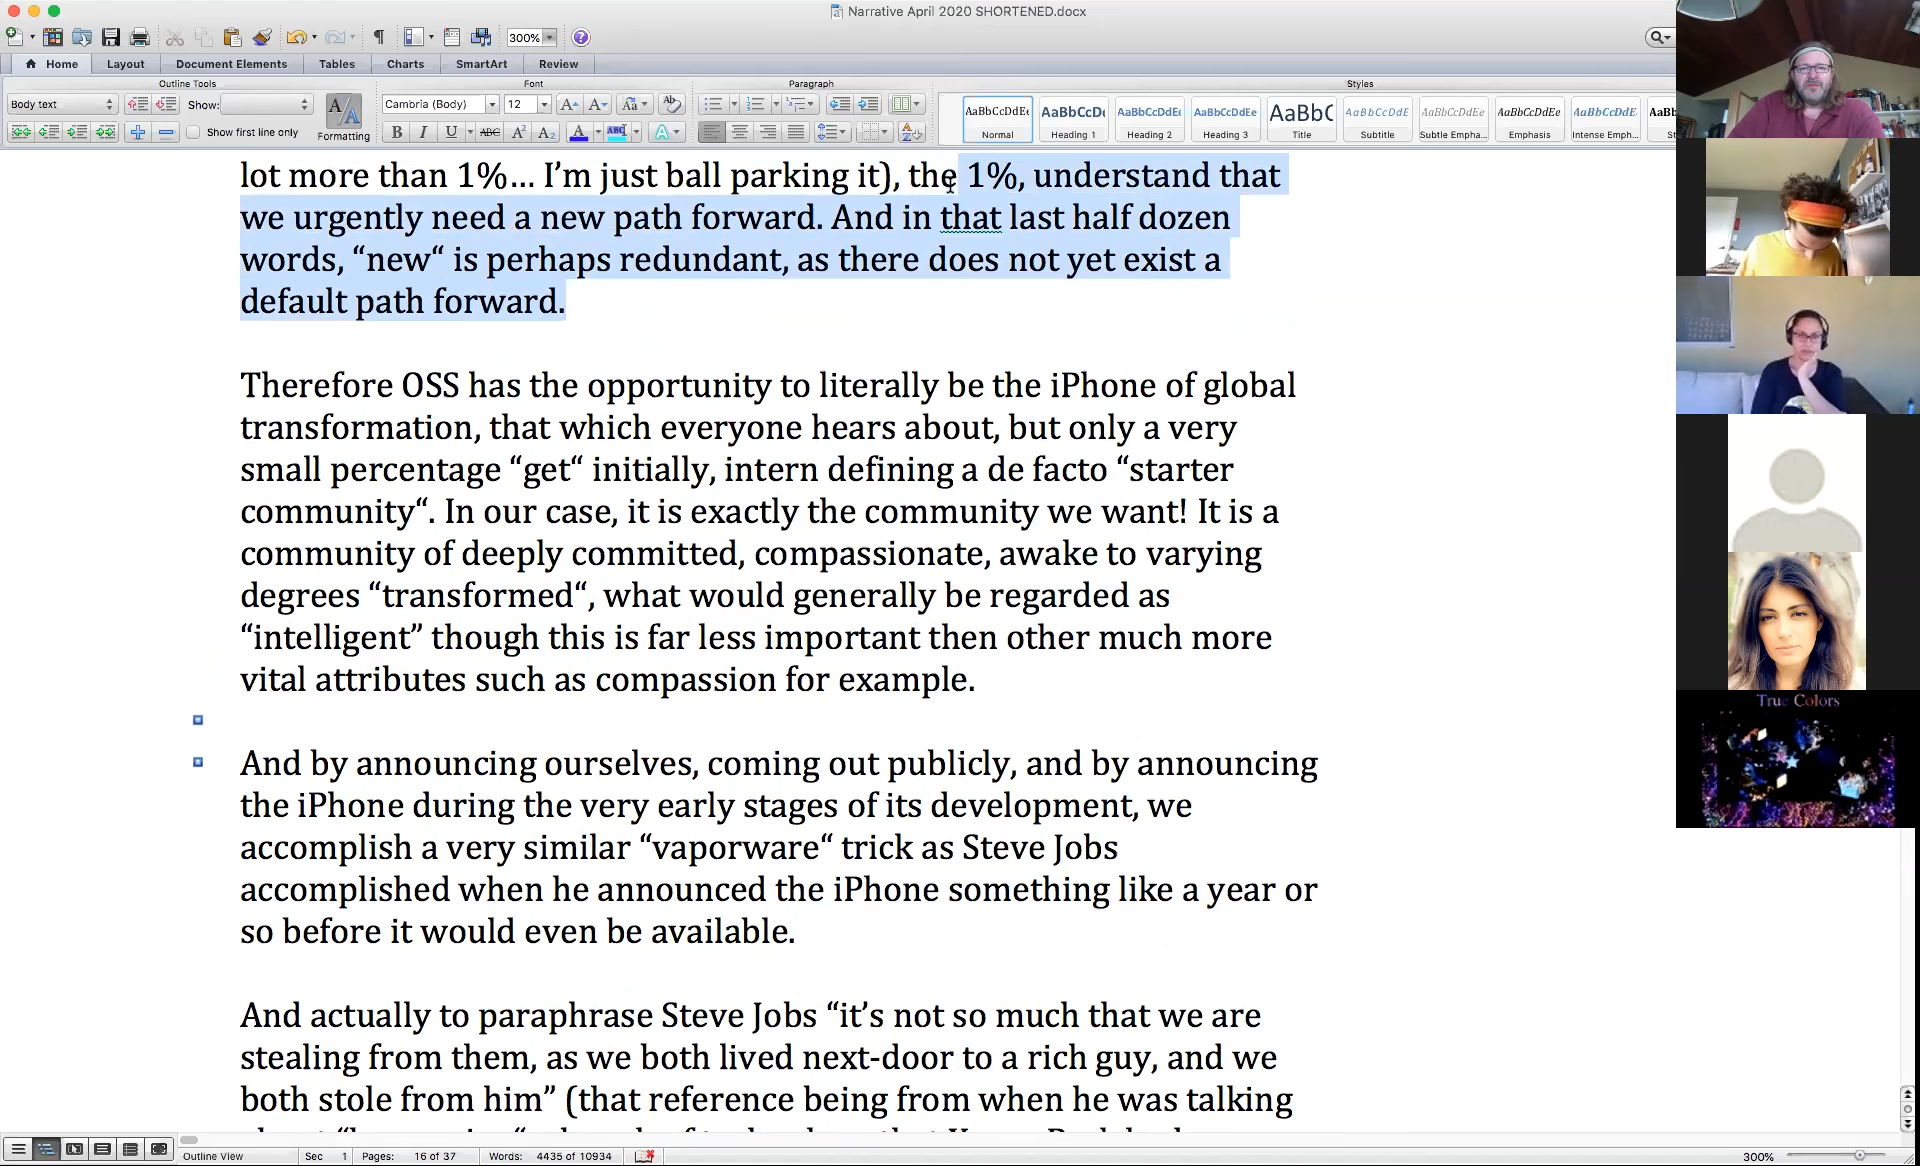 Narrative April 2020 SHORTENED.docx
300%
Home Layout Document Elements Tables Charts SmartArt Review
Outline Tools Font Paragraph Styles
Body text Show: Cambria (Body) 12
Show first line only Formatting
AaBbCcDdEe AaBbCcDc AaBbCcDdEe AaBbCcDdEe AaBbC AaBbCcDdE AaBbCcDdEe AaBbCcDdEe AaBbCcDdE
Normal Heading 1 Heading 2 Heading 3 Title Subtitle Subtle Empha... Emphasis Intense Emph...
lot more than 1%… I’m just ball parking it), the 1%, understand that
we urgently need a new path forward. And in that last half dozen
words, “new“ is perhaps redundant, as there does not yet exist a
default path forward.
Therefore OSS has the opportunity to literally be the iPhone of global
transformation, that which everyone hears about, but only a very
small percentage “get“ initially, intern defining a de facto “starter
community“. In our case, it is exactly the community we want! It is a
community of deeply committed, compassionate, awake to varying
degrees “transformed“, what would generally be regarded as
“intelligent” though this is far less important then other much more
vital attributes such as compassion for example.
And by announcing ourselves, coming out publicly, and by announcing
the iPhone during the very early stages of its development, we
accomplish a very similar “vaporware“ trick as Steve Jobs
accomplished when he announced the iPhone something like a year or
so before it would even be available.
And actually to paraphrase Steve Jobs “it’s not so much that we are
stealing from them, as we both lived next-door to a rich guy, and we
both stole from him” (that reference being from when he was talking
True Colors
Outline View Sec 1 Pages: 16 of 37 Words: 4435 of 10934 300%